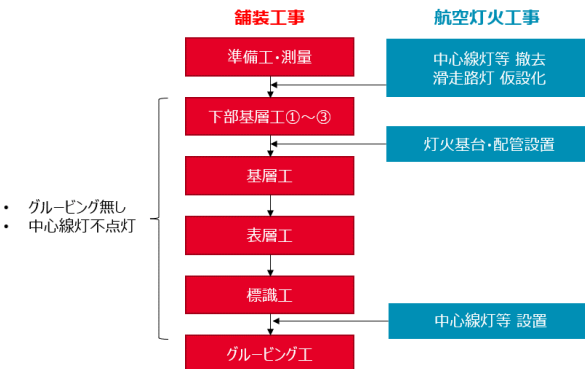 舗装工事
航空灯火工事
準備工・測量
中心線灯等 撤去
滑走路灯 仮設化
下部基層工①～③
灯火基台・配管設置
基層工
• グルービング無し
• 中心線灯不点灯
表層工
標識工
中心線灯等 設置
グルービング工